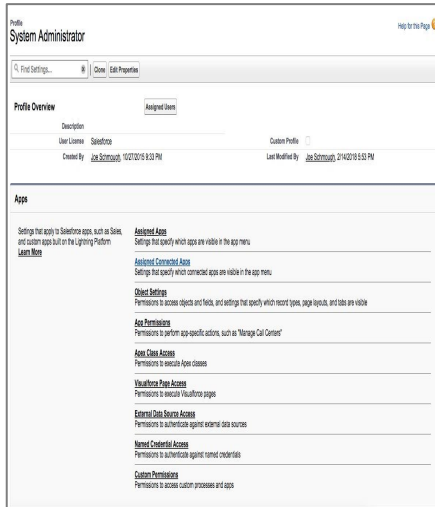 Profile
System Administrator
Help for this Page
Find Settings...
Clone
Edit Properties
Profile Overview
Assigned Users
Description
User License Salesforce
Custom Profile
Created By Joe Schmough, 10/27/2015 9:33 PM
Last Modified By Joe Schmough, 2/14/2018 5:53 PM
Apps
Settings that apply to Salesforce apps, such as Sales,
and custom apps built on the Lightning Platform
Learn More
Assigned Apps
Settings that specify which apps are visible in the app menu
Assigned Connected Apps
Settings that specify which connected apps are visible in the app menu
Object Settings
Permissions to access objects and fields, and settings that specify which record types, page layouts, and tabs are visible
App Permissions
Permissions to perform app-specific actions, such as "Manage Call Centers"
Apex Class Access
Permissions to execute Apex classes
Visualforce Page Access
Permissions to execute Visualforce pages
External Data Source Access
Permissions to authenticate against external data sources
Named Credential Access
Permissions to authenticate against named credentials
Custom Permissions
Permissions to access custom processes and apps